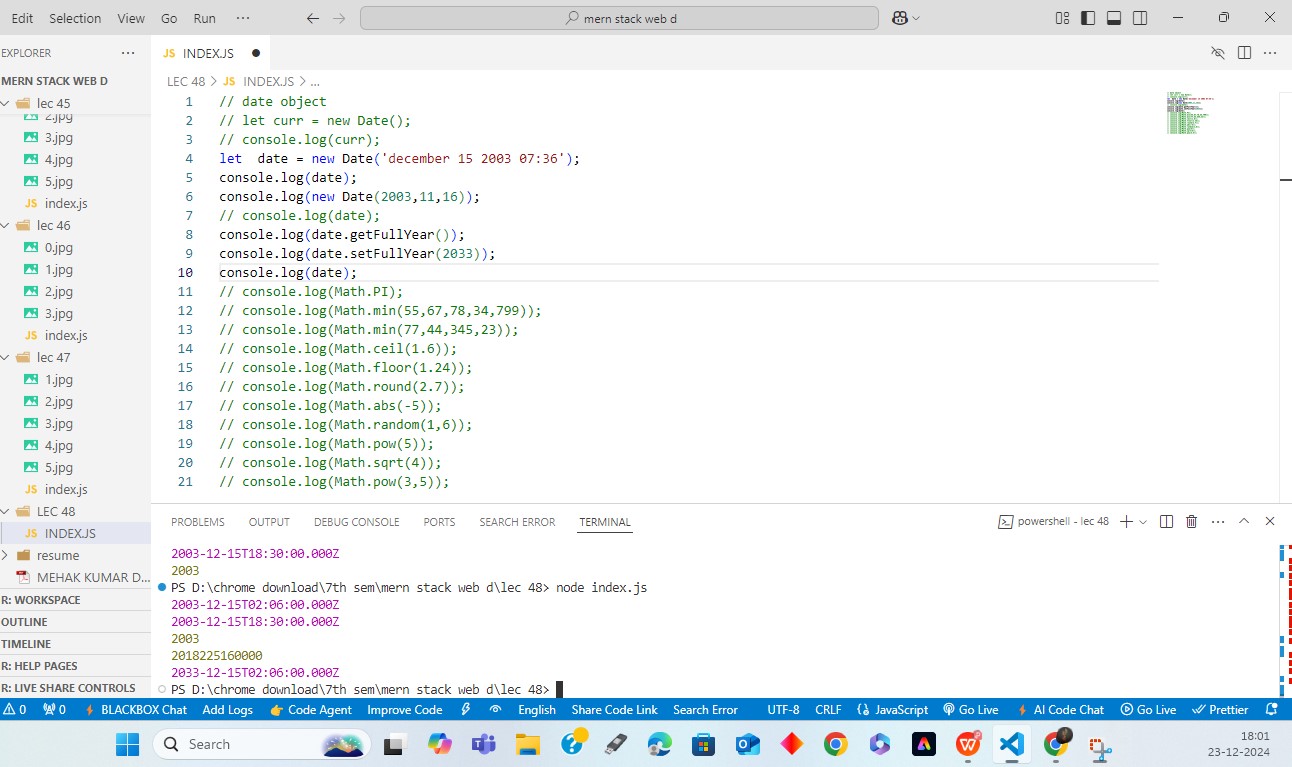 Edit Selection View Go Run ··· mern stack web d
EXPLORER ··· JS INDEX.JS
MERN STACK WEB D
LEC 48 > JS INDEX.JS > ...
lec 45
2.jpg
3.jpg
4.jpg
5.jpg
JS index.js
lec 46
0.jpg
1.jpg
2.jpg
3.jpg
JS index.js
lec 47
1.jpg
2.jpg
3.jpg
4.jpg
5.jpg
JS index.js
LEC 48
JS INDEX.JS
resume
MEHAK KUMAR D...
R: WORKSPACE
OUTLINE
TIMELINE
R: HELP PAGES
R: LIVE SHARE CONTROLS
1 // date object
2 // let curr = new Date();
3 // console.log(curr);
4 let  date = new Date('december 15 2003 07:36');
5 console.log(date);
6 console.log(new Date(2003,11,16));
7 // console.log(date);
8 console.log(date.getFullYear());
9 console.log(date.setFullYear(2033));
10 console.log(date);
11 // console.log(Math.PI);
12 // console.log(Math.min(55,67,78,34,799));
13 // console.log(Math.min(77,44,345,23));
14 // console.log(Math.ceil(1.6));
15 // console.log(Math.floor(1.24));
16 // console.log(Math.round(2.7));
17 // console.log(Math.abs(-5));
18 // console.log(Math.random(1,6));
19 // console.log(Math.pow(5));
20 // console.log(Math.sqrt(4));
21 // console.log(Math.pow(3,5));
PROBLEMS OUTPUT DEBUG CONSOLE PORTS SEARCH ERROR TERMINAL powershell - lec 48
2003-12-15T18:30:00.000Z
2003
PS D:\chrome download\7th sem\mern stack web d\lec 48> node index.js
2003-12-15T02:06:00.000Z
2003-12-15T18:30:00.000Z
2003
2018225160000
2033-12-15T02:06:00.000Z
PS D:\chrome download\7th sem\mern stack web d\lec 48>
0 0 BLACKBOX Chat Add Logs Code Agent Improve Code English Share Code Link Search Error UTF-8 CRLF JavaScript Go Live AI Code Chat Go Live Prettier
Search
18:01
23-12-2024